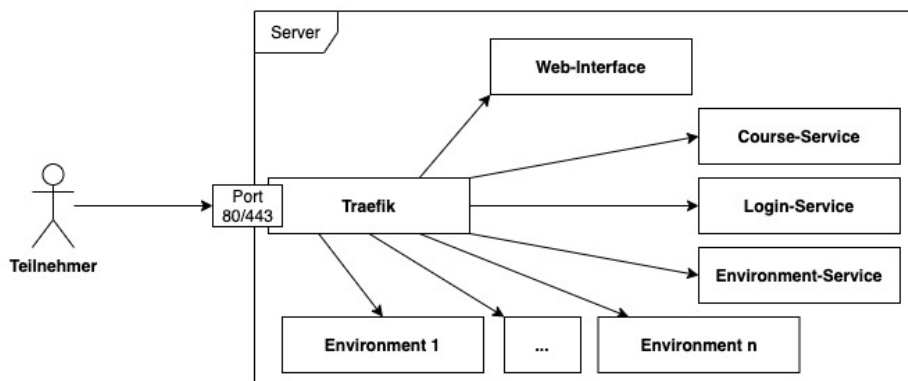 Server
Web-Interface
Course-Service
Port
80/443
Traefik
Login-Service
Teilnehmer
Environment-Service
Environment 1
...
Environment n